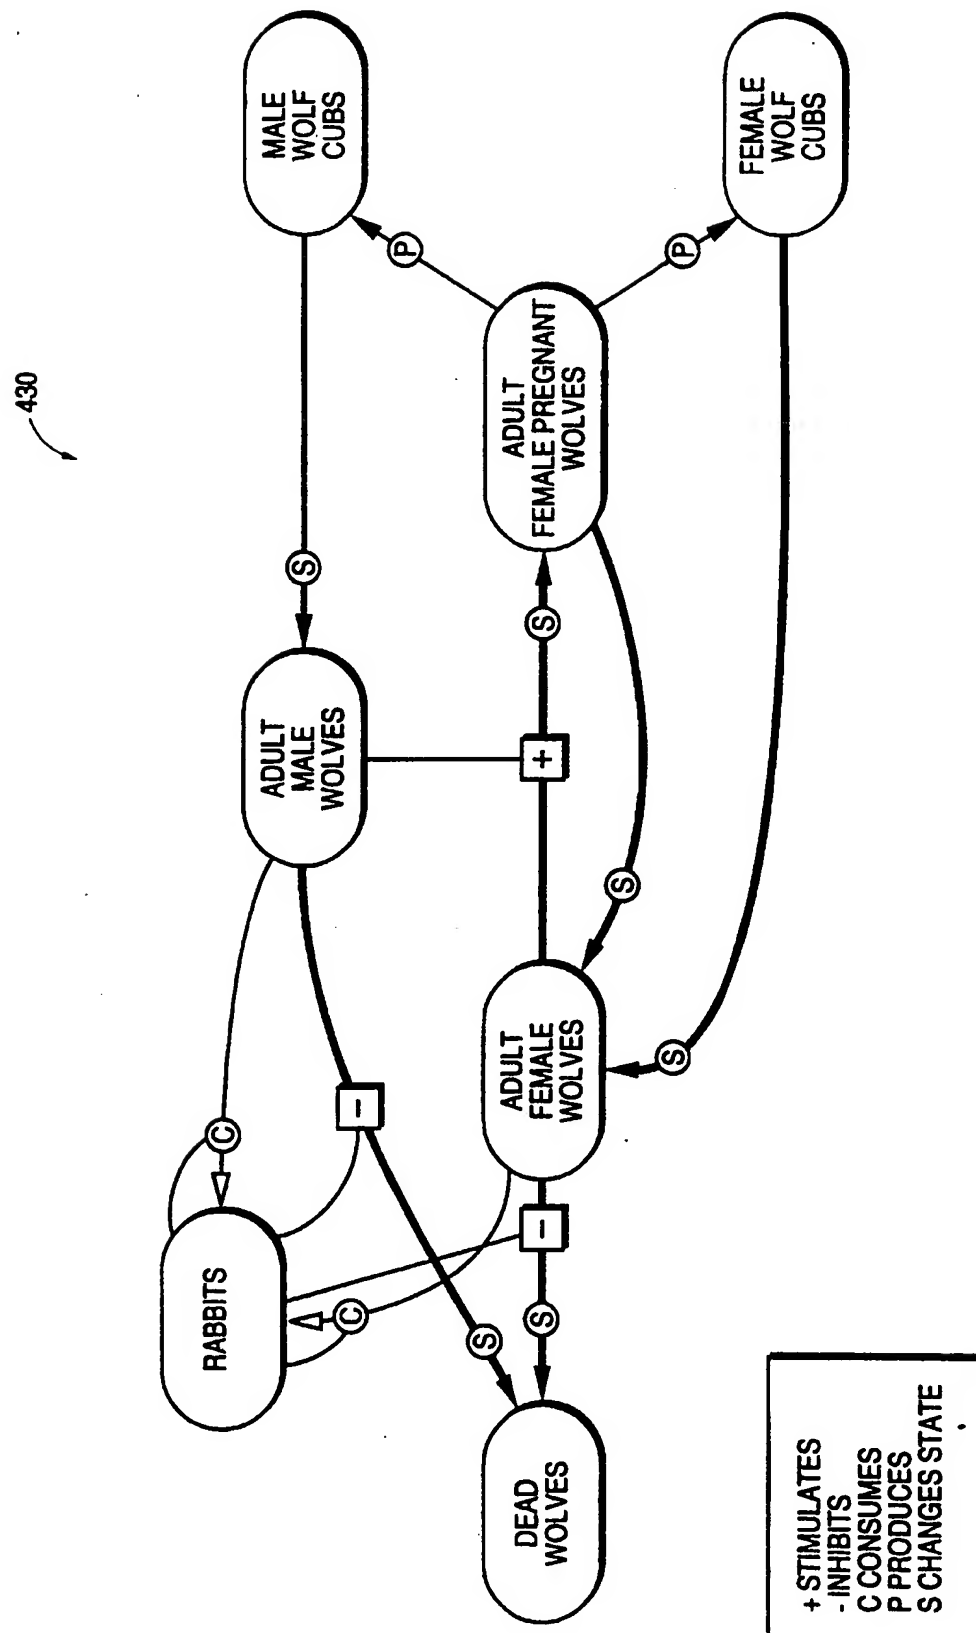 430
RABBITS
ADULT
MALE
WOLVES
MALE
WOLF
CUBS
C
S
-
C
S
DEAD
WOLVES
S
-
ADULT
FEMALE
WOLVES
+
S
ADULT
FEMALE PREGNANT
WOLVES
P
P
S
S
FEMALE
WOLF
CUBS
+ STIMULATES
- INHIBITS
C CONSUMES
P PRODUCES
S CHANGES STATE